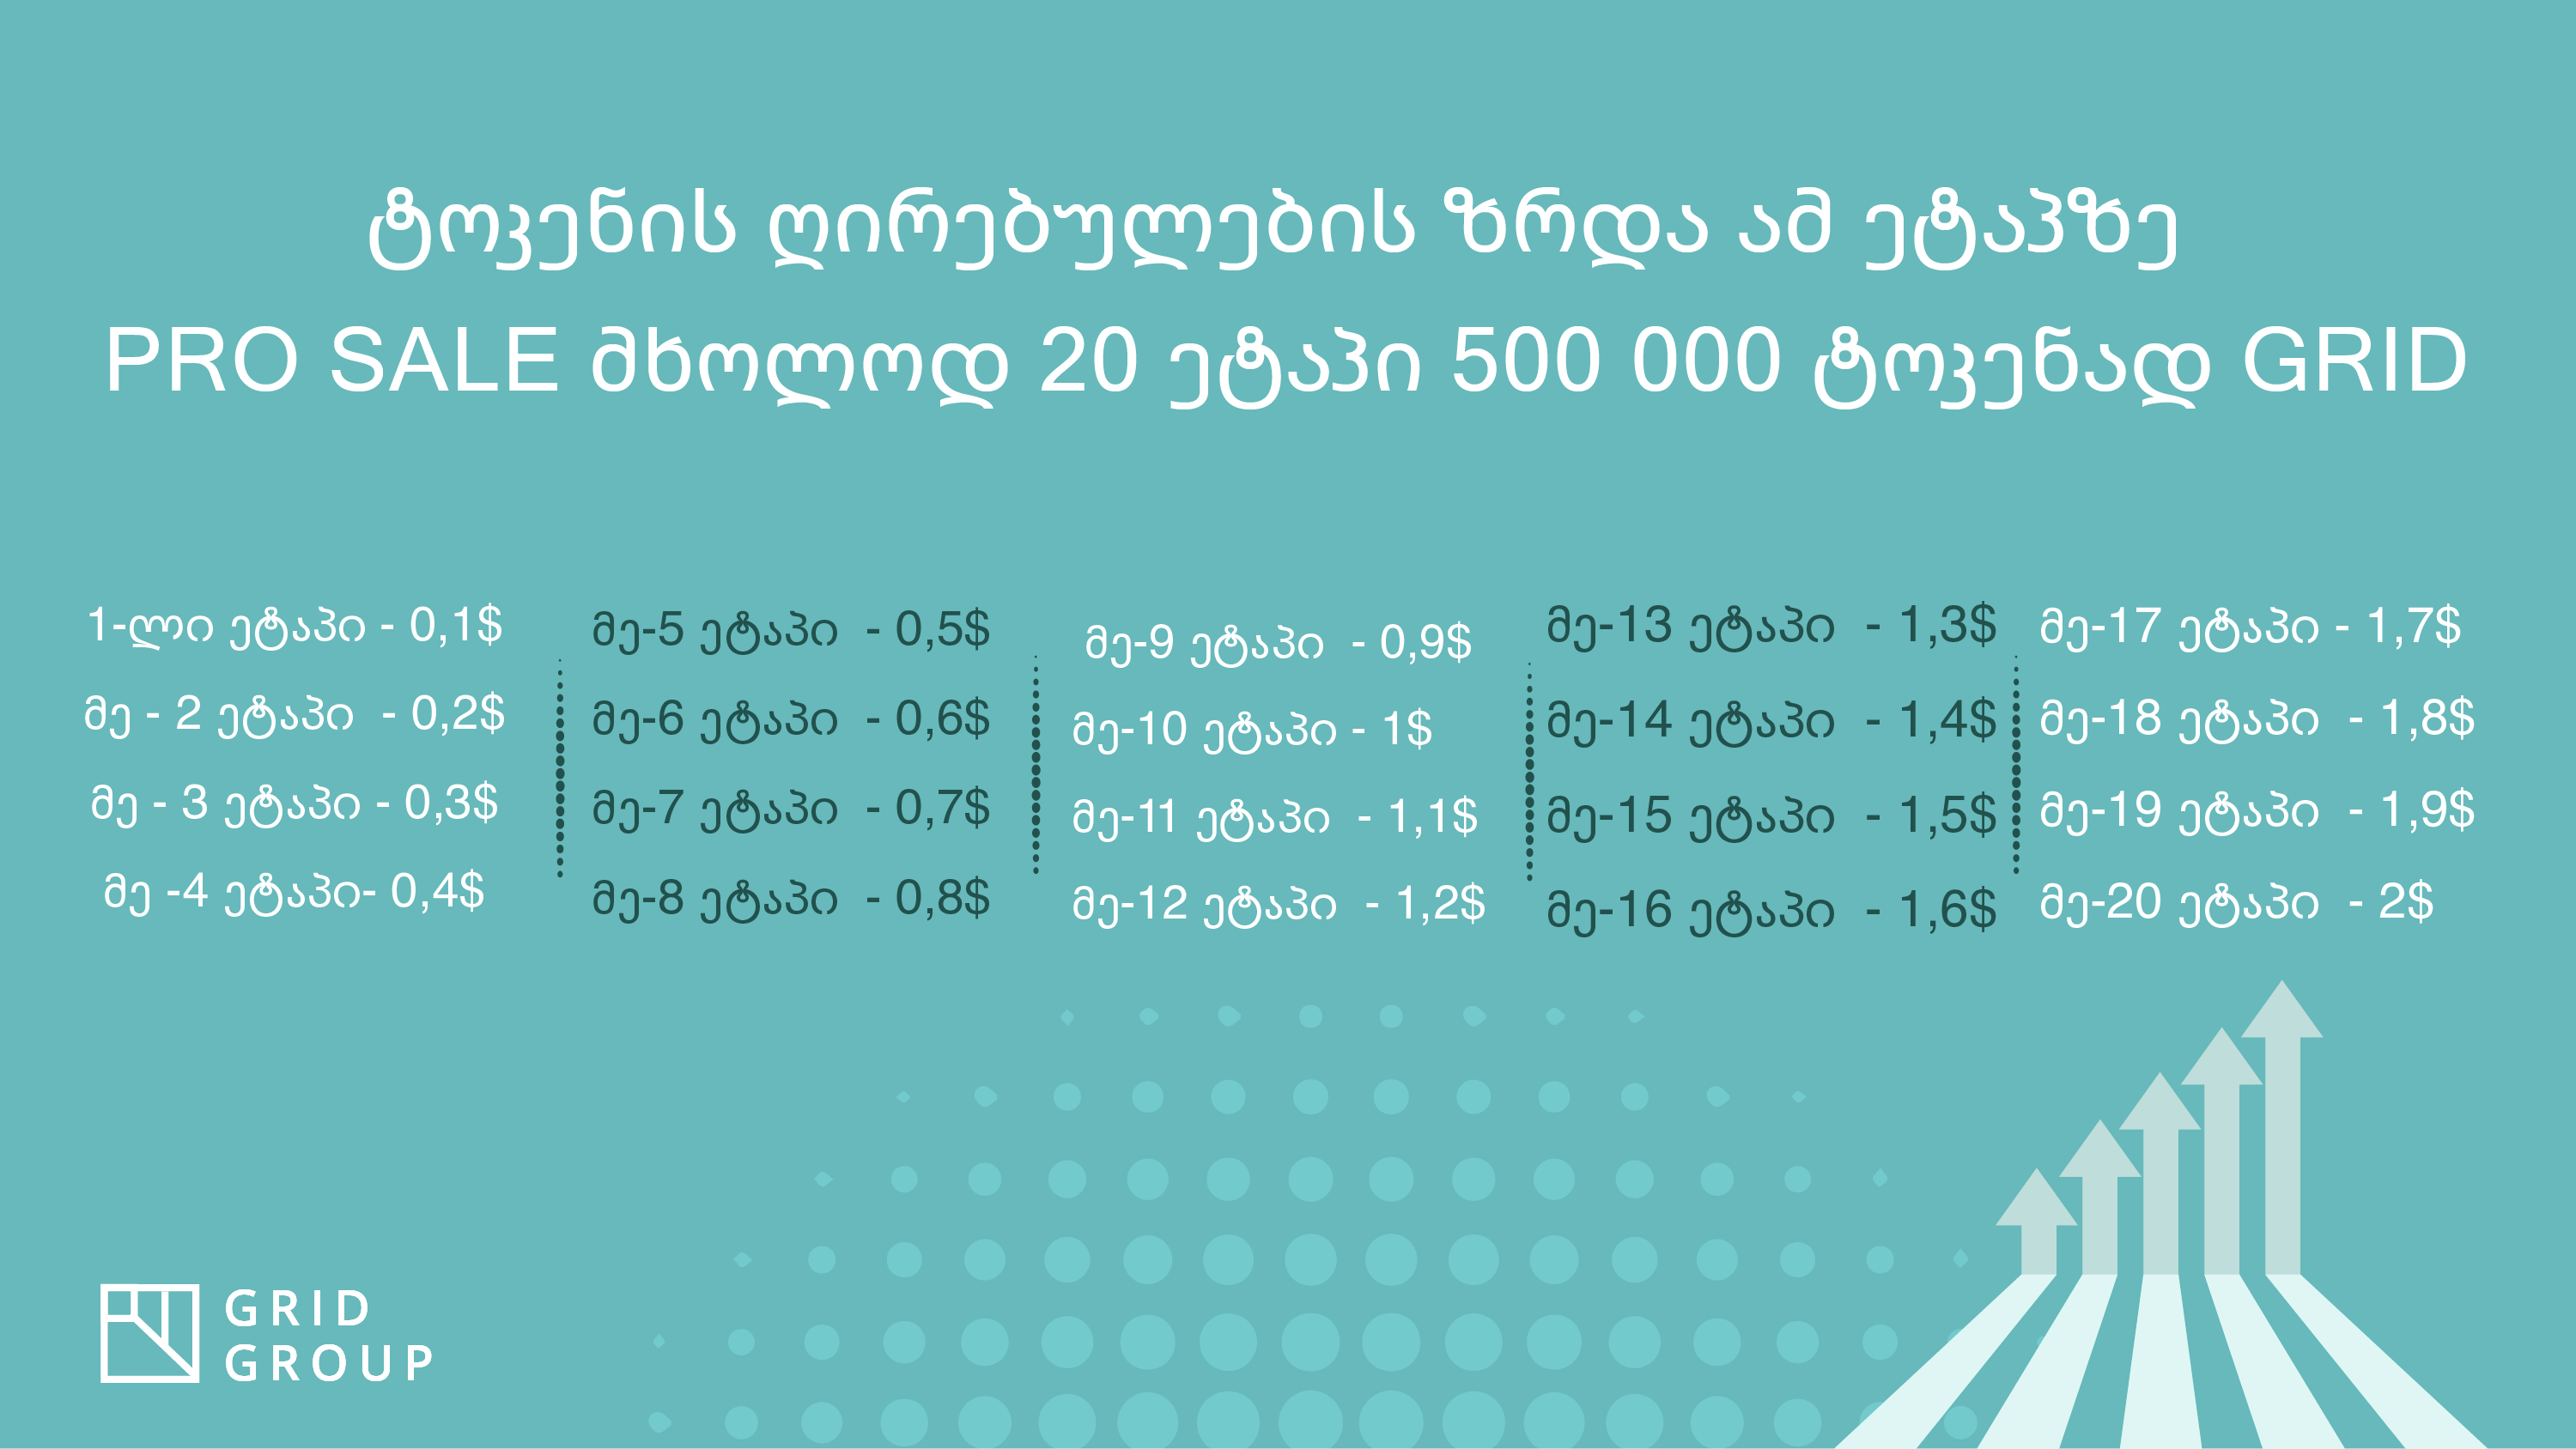 ტოკენის ღირებულების ზრდა ამ ეტაპზე
PRO SALE მხოლოდ 20 ეტაპი 500 000 ტოკენად GRID
1-ლი ეტაპი - 0,1$
მე - 2 ეტაპი - 0,2$
მე - 3 ეტაპი - 0,3$
მე -4 ეტაპი- 0,4$
მე-5 ეტაპი - 0,5$
მე-6 ეტაპი - 0,6$
მე-7 ეტაპი - 0,7$
მე-8 ეტაპი - 0,8$
მე-9 ეტაპი - 0,9$
მე-10 ეტაპი - 1$
მე-11 ეტაპი - 1,1$
მე-12 ეტაპი - 1,2$
მე-13 ეტაპი - 1,3$
მე-14 ეტაპი - 1,4$
მე-15 ეტაპი - 1,5$
მე-16 ეტაპი - 1,6$
მე-17 ეტაპი - 1,7$
მე-18 ეტაპი - 1,8$
მე-19 ეტაპი - 1,9$
მე-20 ეტაპი - 2$
GRID
GROUP